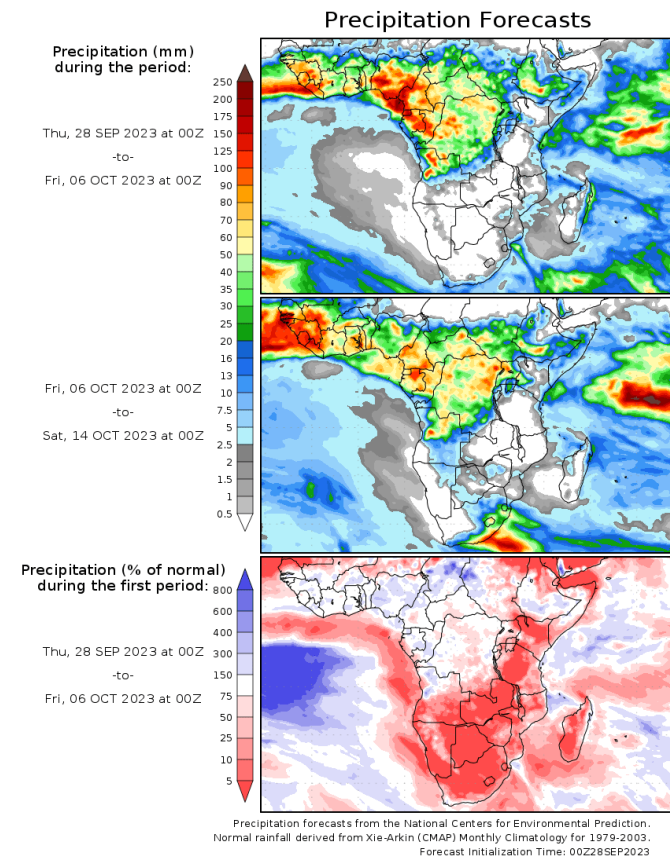 Precipitation Forecasts
Precipitation (mm)
during the period:
Thu, 28 SEP 2023 at 00Z
-to-
Fri, 06 OCT 2023 at 00Z
250
200
175
150
125
100
90
80
70
60
50
40
35
30
25
20
16
13
10
7.5
5
2.5
2
1.5
1
0.5
Fri, 06 OCT 2023 at 00Z
-to-
Sat, 14 OCT 2023 at 00Z
Precipitation (% of normal)
during the first period:
Thu, 28 SEP 2023 at 00Z
-to-
Fri, 06 OCT 2023 at 00Z
800
600
400
300
150
75
50
25
10
5
Precipitation forecasts from the National Centers for Environmental Prediction.
Normal rainfall derived from Xie-Arkin (CMAP) Monthly Climatology for 1979-2003.
Forecast Initialization Time: 00Z28SEP2023